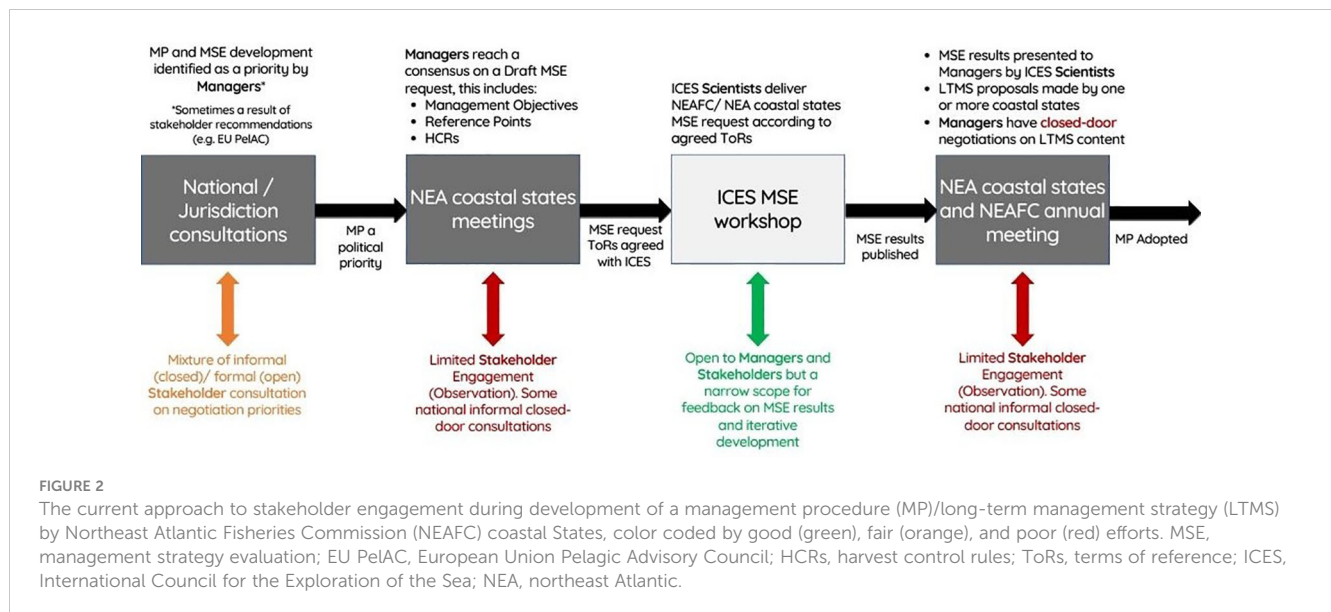 MP and MSE development
identified as a priority by
Managers*
*Sometimes a result of
stakeholder recommendations
(e.g. EU PelAC)
National /
Jurisdiction
consultations
Mixture of informal
(closed)/ formal (open)
Stakeholder consultation
on negotiation priorities
MP a
political
priority
Managers reach a
consensus on a Draft MSE
request, this includes:
• Management Objectives
• Reference Points
• HCRs
NEA coastal states
meetings
Limited Stakeholder
Engagement
(Observation). Some
national informal closed-
door consultations
MSE request
ToRs agreed
with ICES
ICES Scientists deliver
NEAFC/ NEA coastal states
MSE request according to
agreed ToRs
ICES MSE
workshop
Open to Managers and
Stakeholders but a
narrow scope for
feedback on MSE results
and iterative
development
MSE results
published
• MSE results presented to
Managers by ICES Scientists
• LTMS proposals made by one
or more coastal states
• Managers have closed-door
negotiations on LTMS content
NEA coastal states
and NEAFC annual
meeting
Limited Stakeholder
Engagement
(Observation). Some
national informal closed-
door consultations
MP Adopted
FIGURE 2
The current approach to stakeholder engagement during development of a management procedure (MP)/long-term management strategy (LTMS)
by Northeast Atlantic Fisheries Commission (NEAFC) coastal States, color coded by good (green), fair (orange), and poor (red) efforts. MSE,
management strategy evaluation; EU PelAC, European Union Pelagic Advisory Council; HCRs, harvest control rules; ToRs, terms of reference; ICES,
International Council for the Exploration of the Sea; NEA, northeast Atlantic.